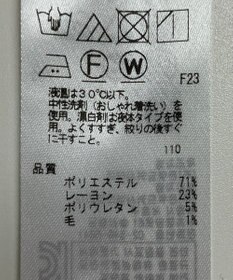 F W
F23
液温は30℃以下。
中性洗剤(おしゃれ着洗い)を
使用。漂白剤は液体タイプを使
用。よくすすぎ、絞りの後すぐ
に干すこと。
110
品質
ポリエステル 71%
レーヨン 23%
ポリウレタン 5%
毛 1%